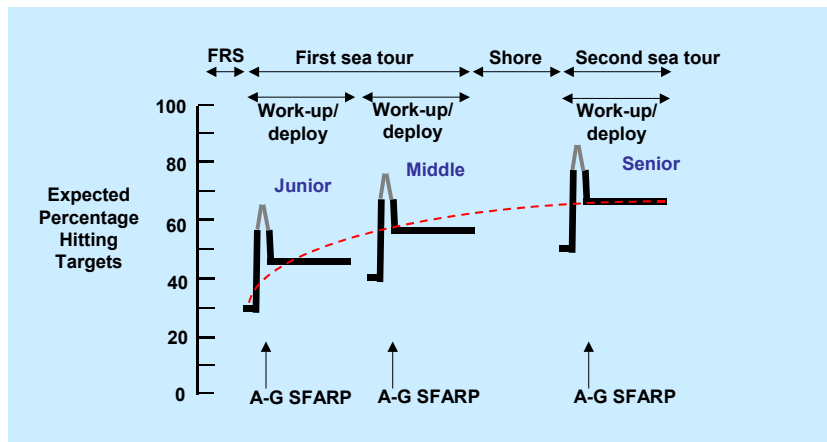 FRS First sea tour Shore Second sea tour
Work-up/ Work-up/ Work-up/
deploy deploy deploy
100
80
60
40
20
0
Expected
Percentage
Hitting
Targets
Junior
Middle
Senior
A-G SFARP A-G SFARP A-G SFARP